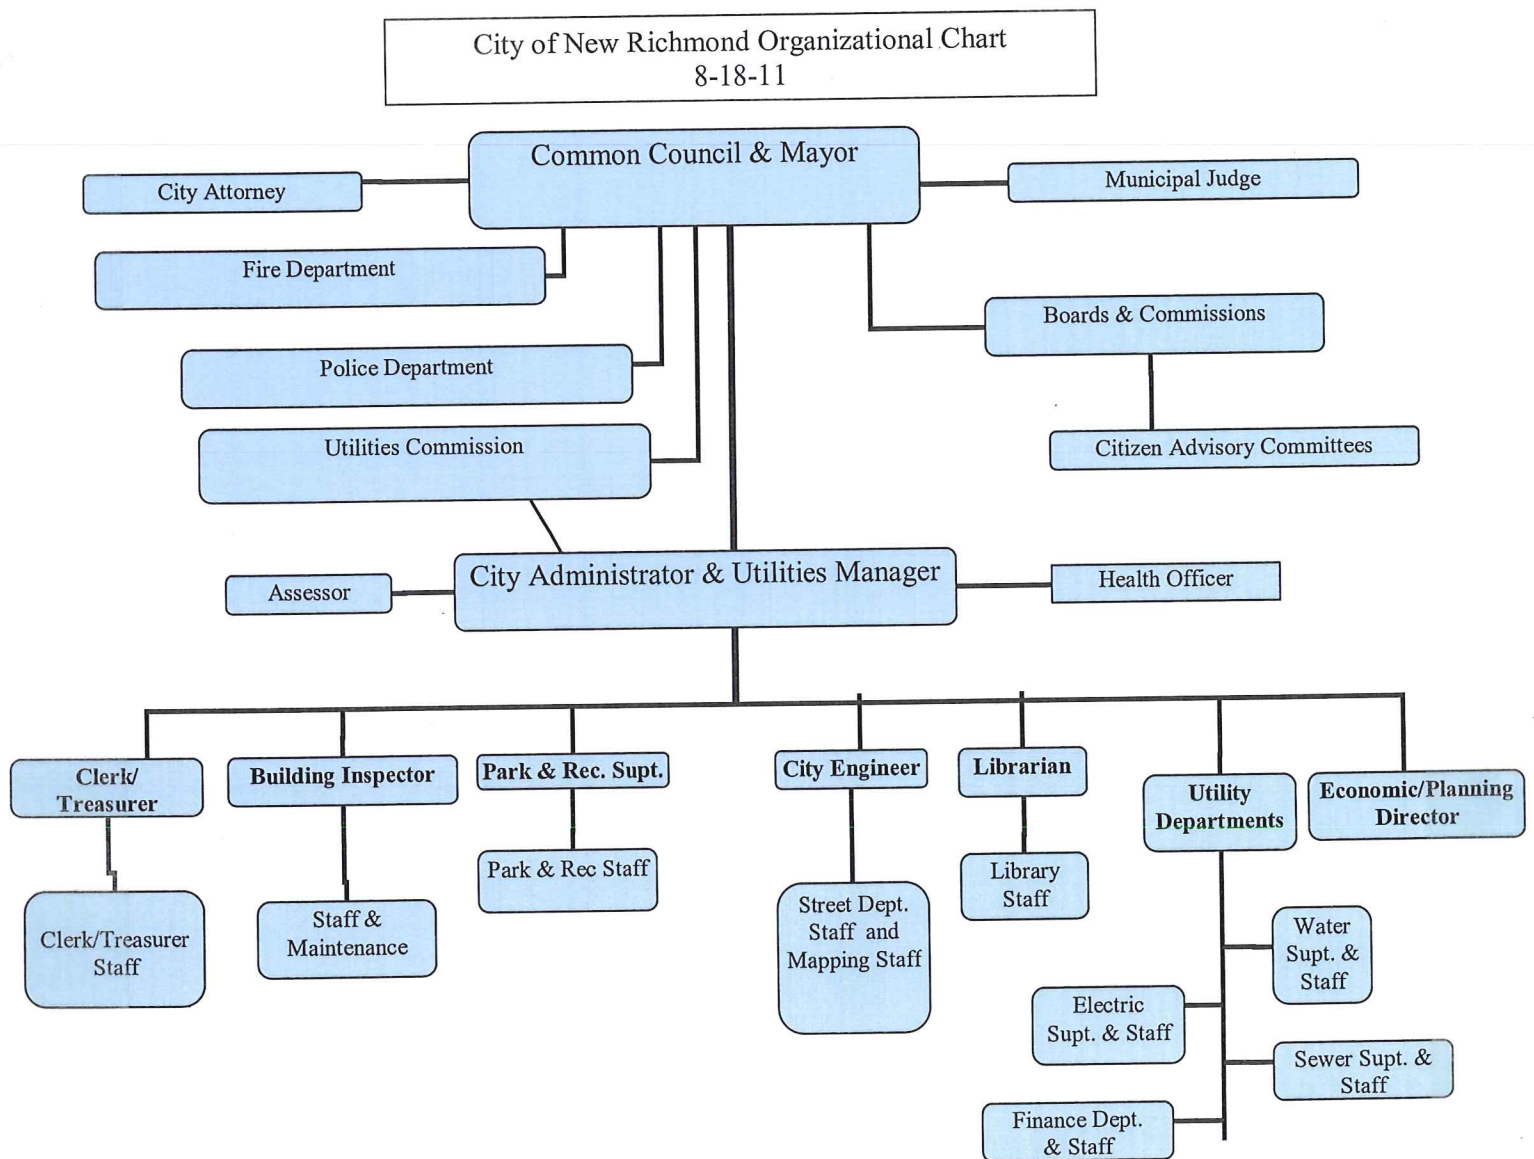 City of New Richmond Organizational Chart
8-18-11
Common Council & Mayor
City Attorney
Municipal Judge
Fire Department
Boards & Commissions
Police Department
Utilities Commission
Citizen Advisory Committees
City Administrator & Utilities Manager
Assessor
Health Officer
Clerk/
Treasurer
Building Inspector
Park & Rec. Supt.
City Engineer
Librarian
Utility
Departments
Economic/Planning
Director
Clerk/Treasurer
Staff
Staff &
Maintenance
Park & Rec Staff
Street Dept.
Staff and
Mapping Staff
Library
Staff
Water
Supt. &
Staff
Electric
Supt. & Staff
Sewer Supt. &
Staff
Finance Dept.
& Staff